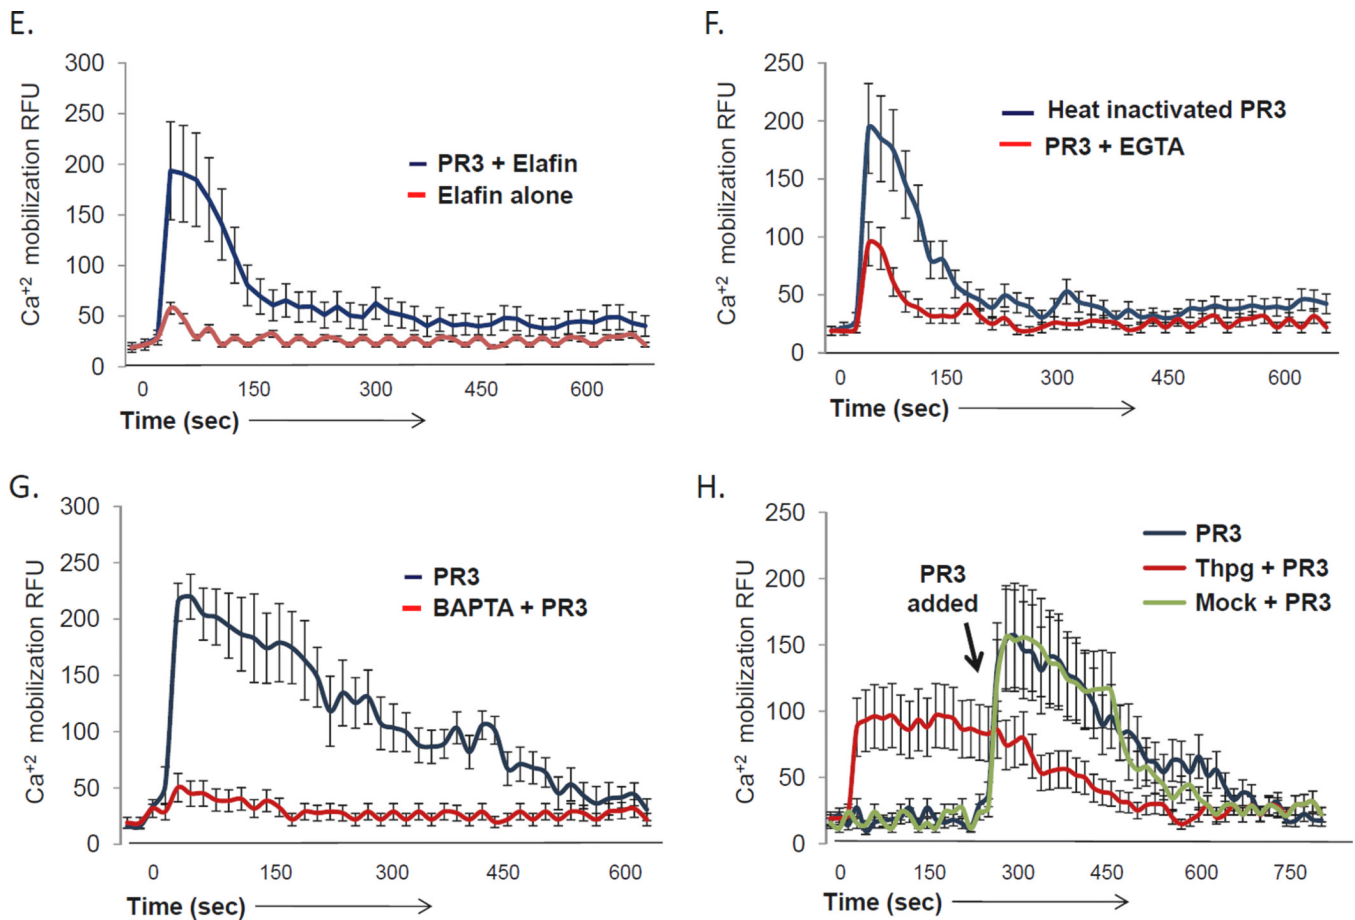 E.
Ca+2 mobilization RFU
300
250
200
150
100
50
0
PR3 + Elafin
Elafin alone
0 150 300 450 600
Time (sec)
F.
Ca+2 mobilization RFU
250
200
150
100
50
0
Heat inactivated PR3
PR3 + EGTA
0 150 300 450 600
Time (sec)
G.
Ca+2 mobilization RFU
300
250
200
150
100
50
0
PR3
BAPTA + PR3
0 150 300 450 600
Time (sec)
H.
Ca+2 mobilization RFU
250
200
150
100
50
0
PR3
added
PR3
Thpg + PR3
Mock + PR3
0 150 300 450 600 750
Time (sec)